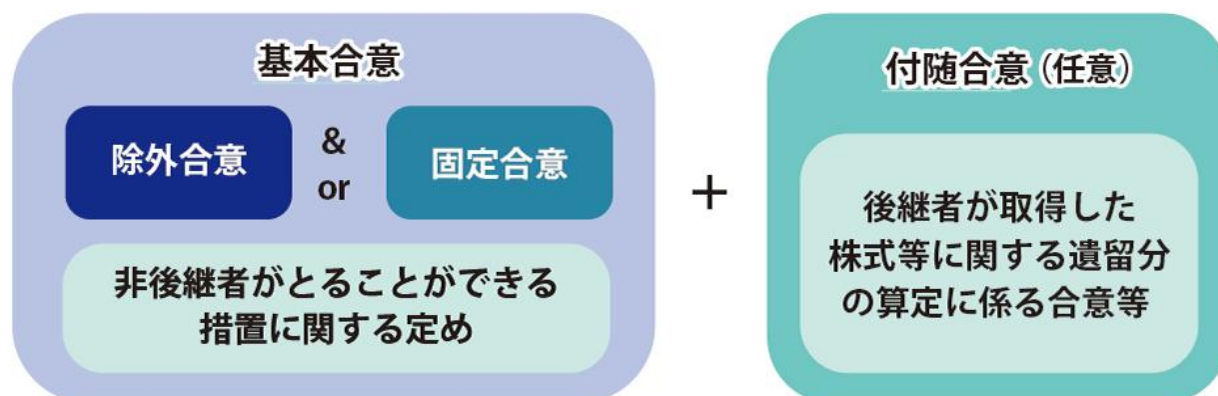 基本合意
除外合意
&
or
固定合意
非後継者がとることができる
措置に関する定め
+
付随合意（任意）
後継者が取得した
株式等に関する遺留分
の算定に係る合意等